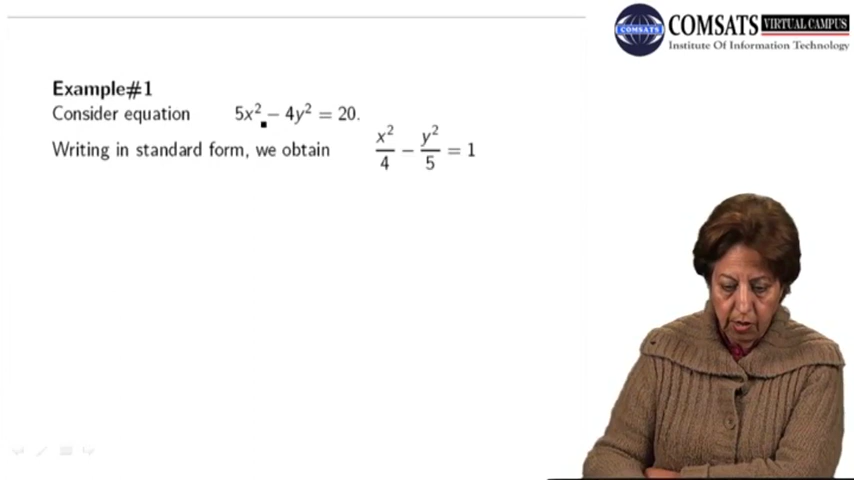 COMSATS VIRTUAL CAMPUS
COMSATS
Institute Of Information Technology
Example#1
Consider equation 5x² − 4y² = 20.
Writing in standard form, we obtain x²/4 − y²/5 = 1